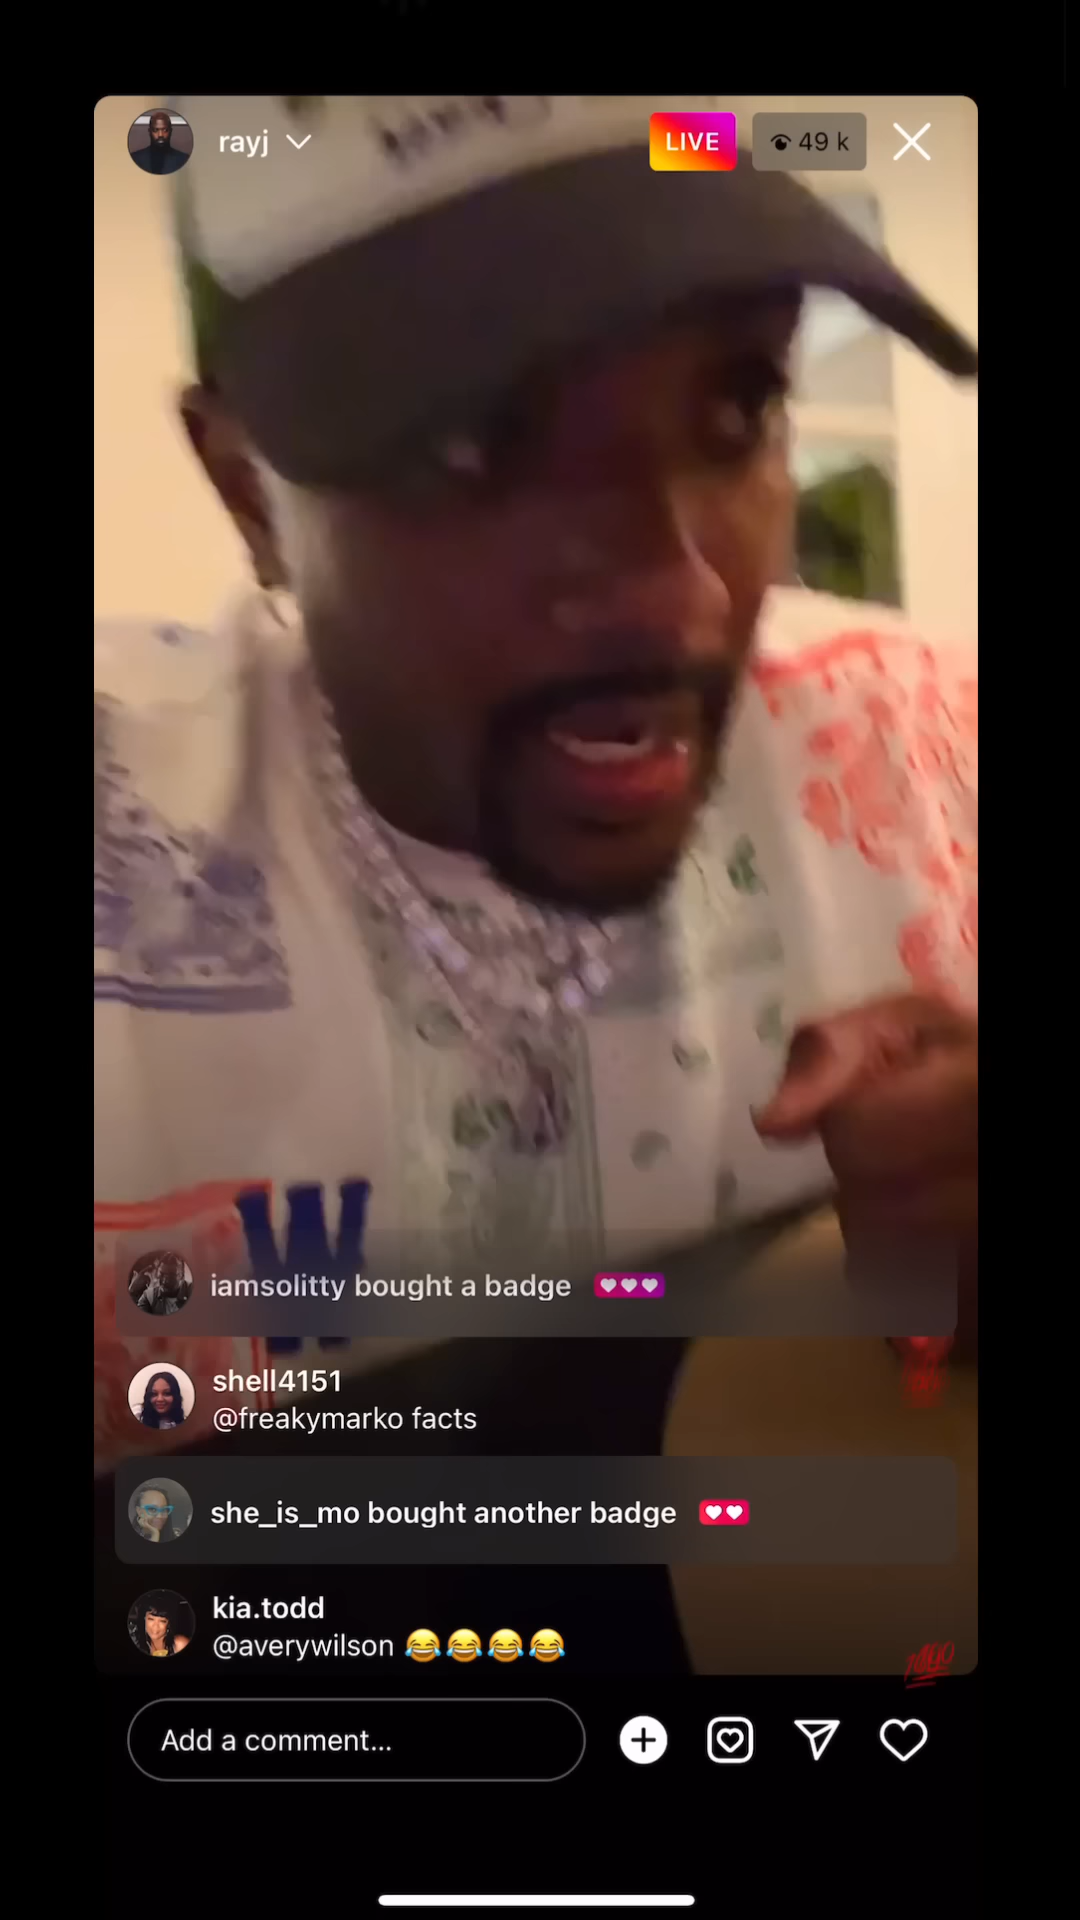 rayj
LIVE
49 k
W
iamsolitty bought a badge
shell4151
@freakymarko facts
she_is_mo bought another badge
kia.todd
@averywilson 😂😂😂😂
Add a comment...